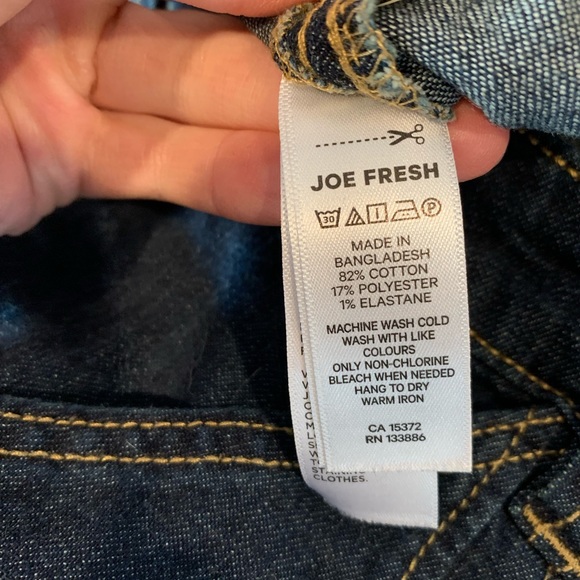 JOE FRESH
30 P
MADE IN
BANGLADESH
82% COTTON
17% POLYESTER
1% ELASTANE
MACHINE WASH COLD
WASH WITH LIKE
COLOURS
ONLY NON-CHLORINE
BLEACH WHEN NEEDED
HANG TO DRY
WARM IRON
CA 15372
RN 133886
CLOTHES.